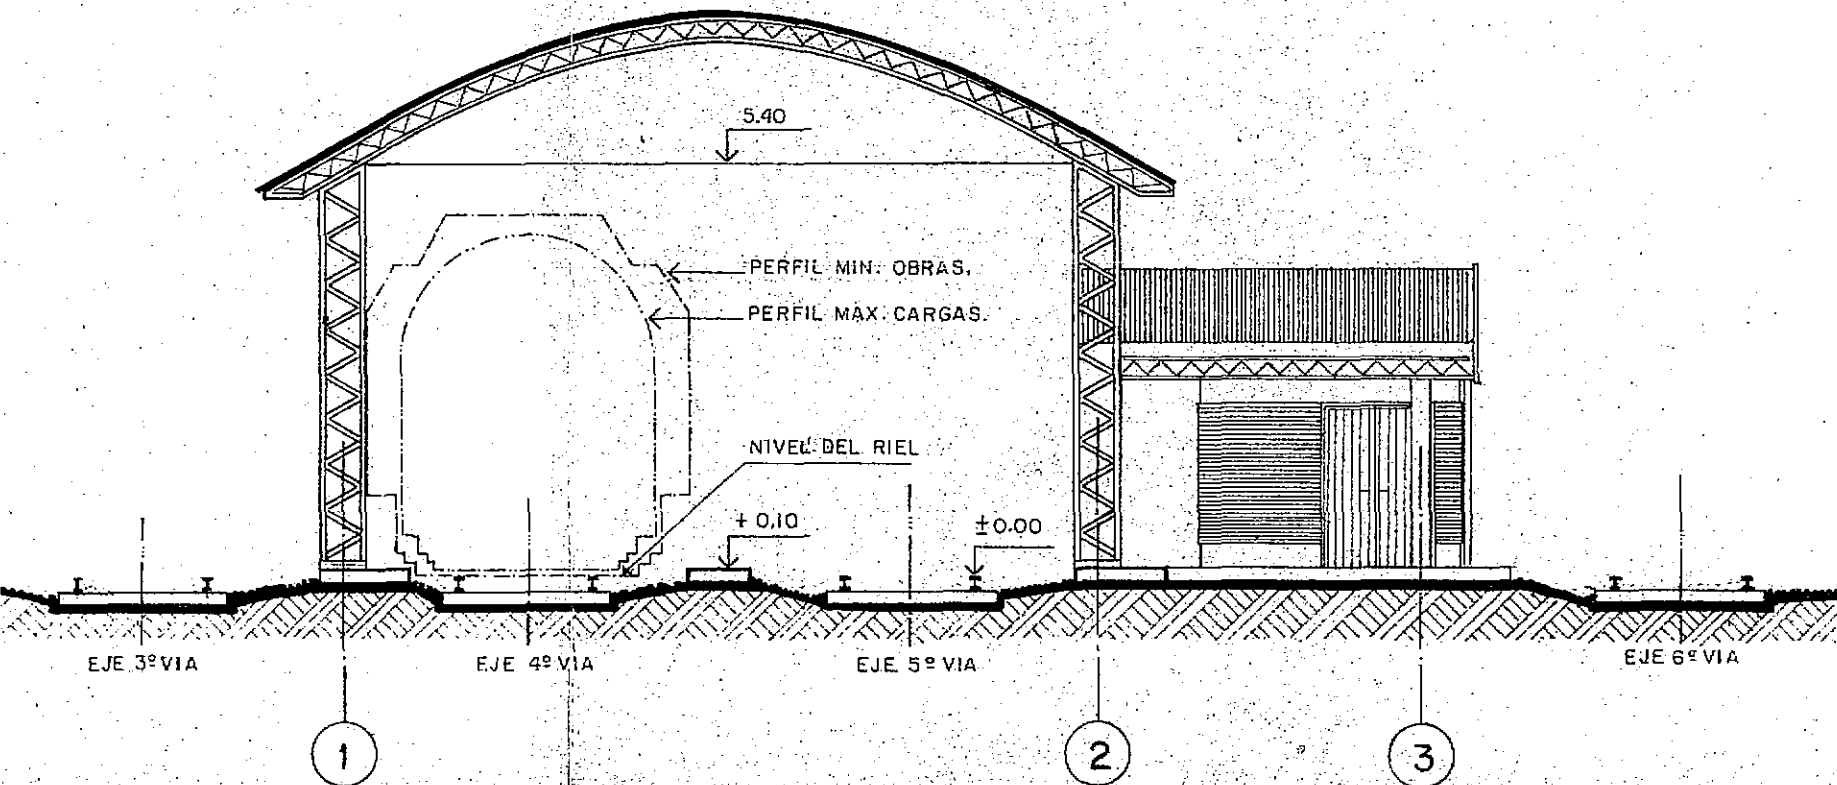 5.40
PERFIL MIN. OBRAS.
PERFIL MAX. CARGAS.
NIVEL DEL RIEL
+ 0.10
±0.00
EJE 3º VIA
EJE 4º VIA
EJE 5º VIA
EJE 6º VIA
1
2
3